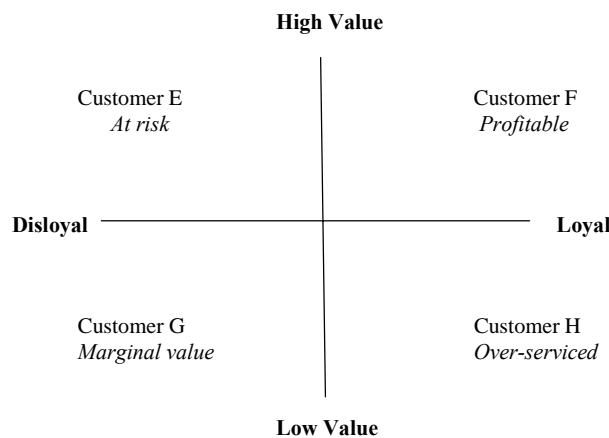 High Value
Customer E
At risk
Customer F
Profitable
Disloyal
Loyal
Customer G
Marginal value
Customer H
Over-serviced
Low Value